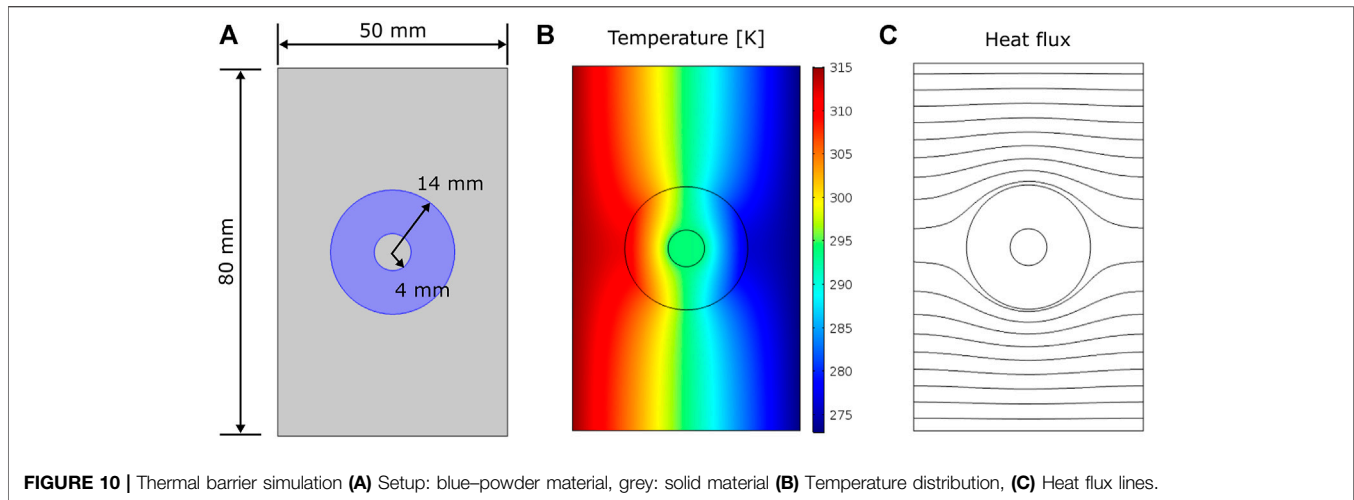 A
50 mm
80 mm
14 mm
4 mm
B
Temperature [K]
315
310
305
300
295
290
285
280
275
C
Heat flux
FIGURE 10 | Thermal barrier simulation (A) Setup: blue–powder material, grey: solid material (B) Temperature distribution, (C) Heat flux lines.